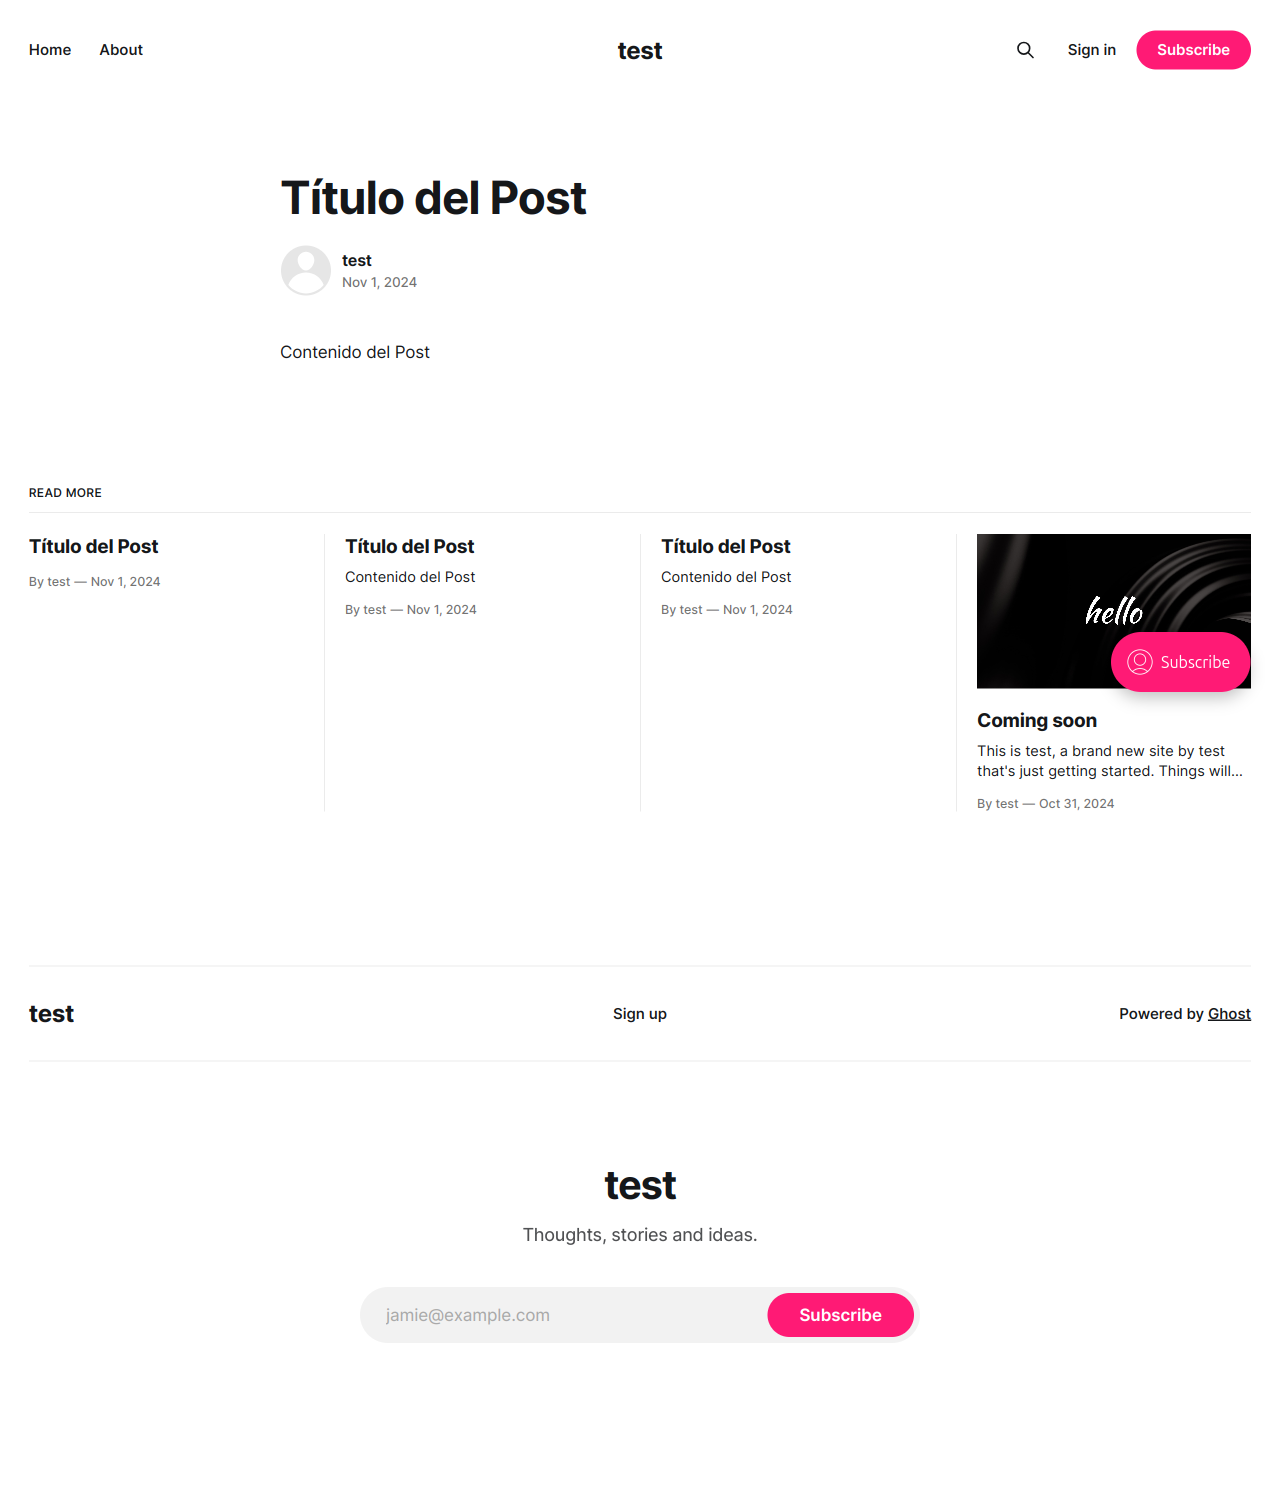 Home About test Sign in Subscribe
Título del Post
test
Nov 1, 2024
Contenido del Post
READ MORE
Título del Post
By test — Nov 1, 2024
Título del Post
Contenido del Post
By test — Nov 1, 2024
Título del Post
Contenido del Post
By test — Nov 1, 2024
hello
Subscribe
Coming soon
This is test, a brand new site by test
that's just getting started. Things will...
By test — Oct 31, 2024
test Sign up Powered by Ghost
test
Thoughts, stories and ideas.
jamie@example.com Subscribe